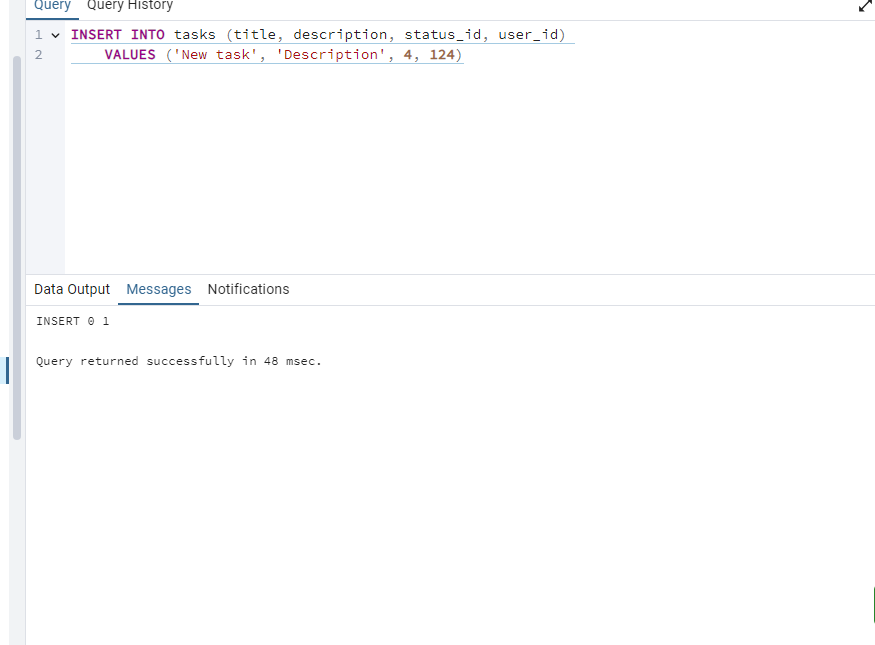 Query Query History
1 INSERT INTO tasks (title, description, status_id, user_id)
2 VALUES ('New task', 'Description', 4, 124)
Data Output Messages Notifications
INSERT 0 1
Query returned successfully in 48 msec.